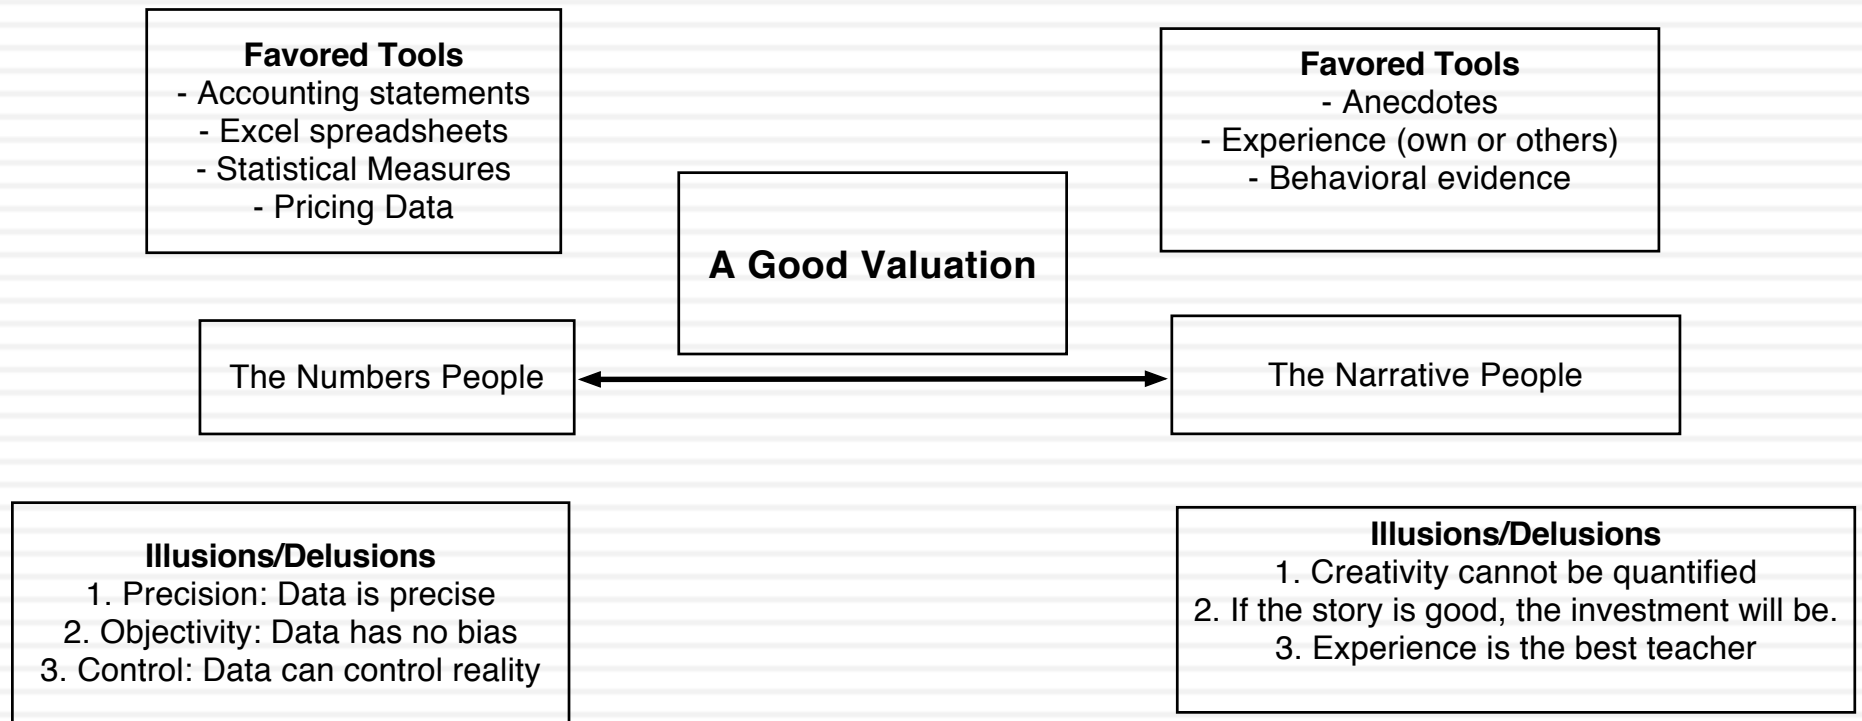 Favored Tools
- Accounting statements
- Excel spreadsheets
- Statistical Measures
- Pricing Data
Favored Tools
- Anecdotes
- Experience (own or others)
- Behavioral evidence
A Good Valuation
The Numbers People
The Narrative People
Illusions/Delusions
1. Precision: Data is precise
2. Objectivity: Data has no bias
3. Control: Data can control reality
Illusions/Delusions
1. Creativity cannot be quantified
2. If the story is good, the investment will be.
3. Experience is the best teacher